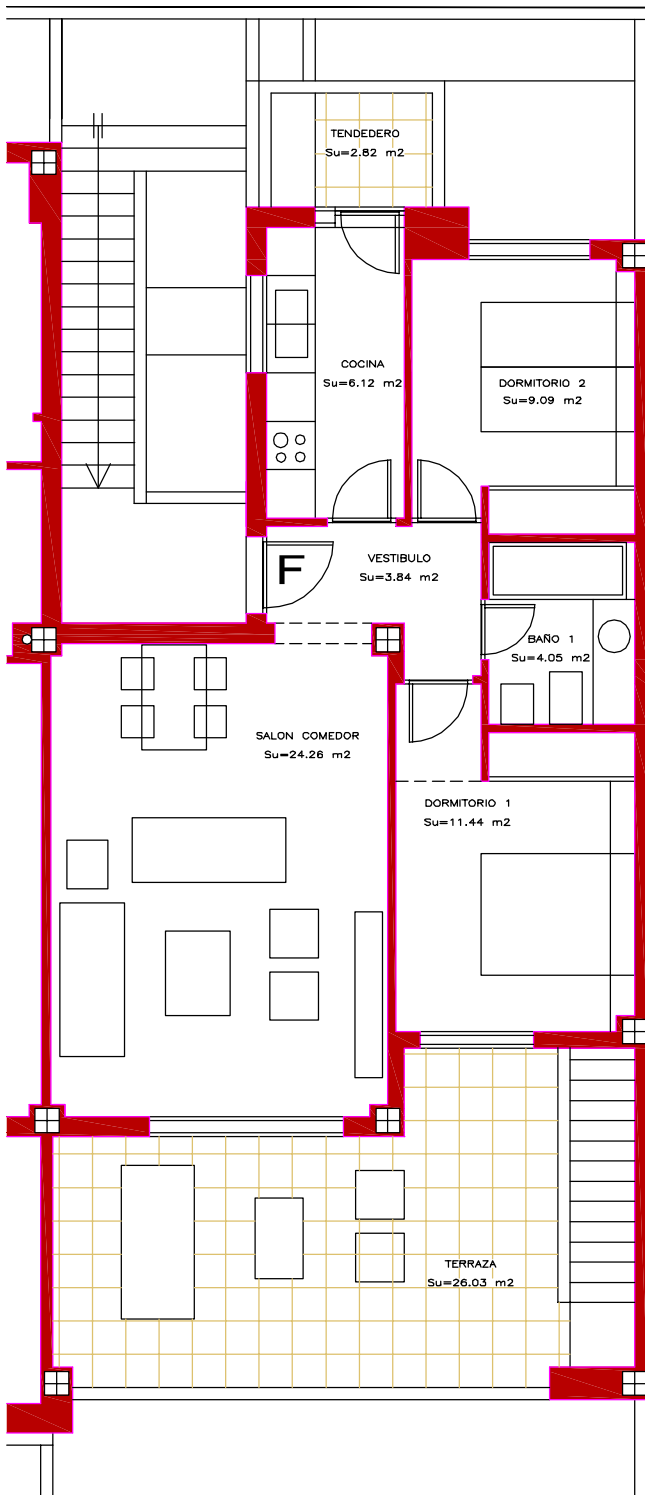 TENDEDERO
Su=2.82 m2
COCINA
Su=6.12 m2
DORMITORIO 2
Su=9.09 m2
F
VESTIBULO
Su=3.84 m2
BAÑO 1
Su=4.05 m2
SALON COMEDOR
Su=24.26 m2
DORMITORIO 1
Su=11.44 m2
TERRAZA
Su=26.03 m2